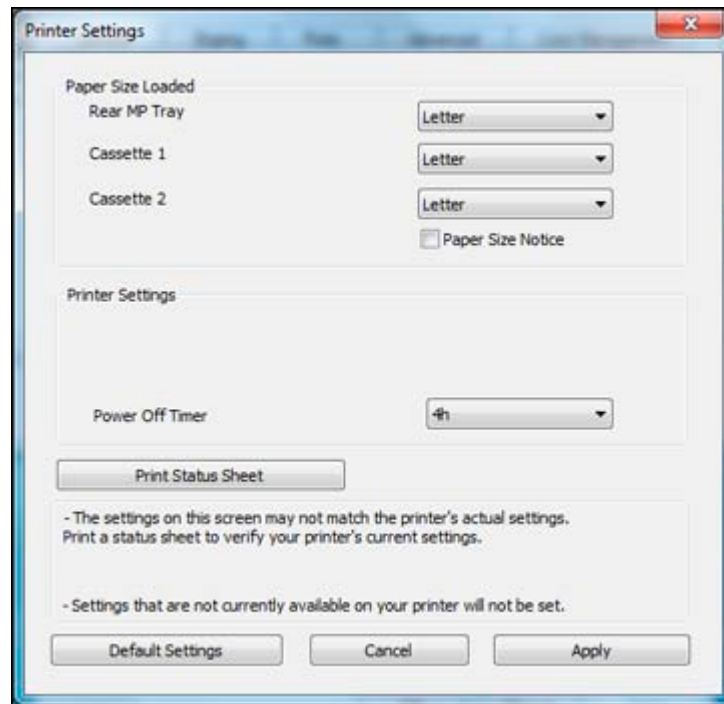 Printer Settings
Paper Size Loaded
Rear MP Tray
Letter
Cassette 1
Letter
Cassette 2
Letter
Paper Size Notice
Printer Settings
Power Off Timer
4h
Print Status Sheet
- The settings on this screen may not match the printer's actual settings.
Print a status sheet to verify your printer's current settings.
- Settings that are not currently available on your printer will not be set.
Default Settings
Cancel
Apply